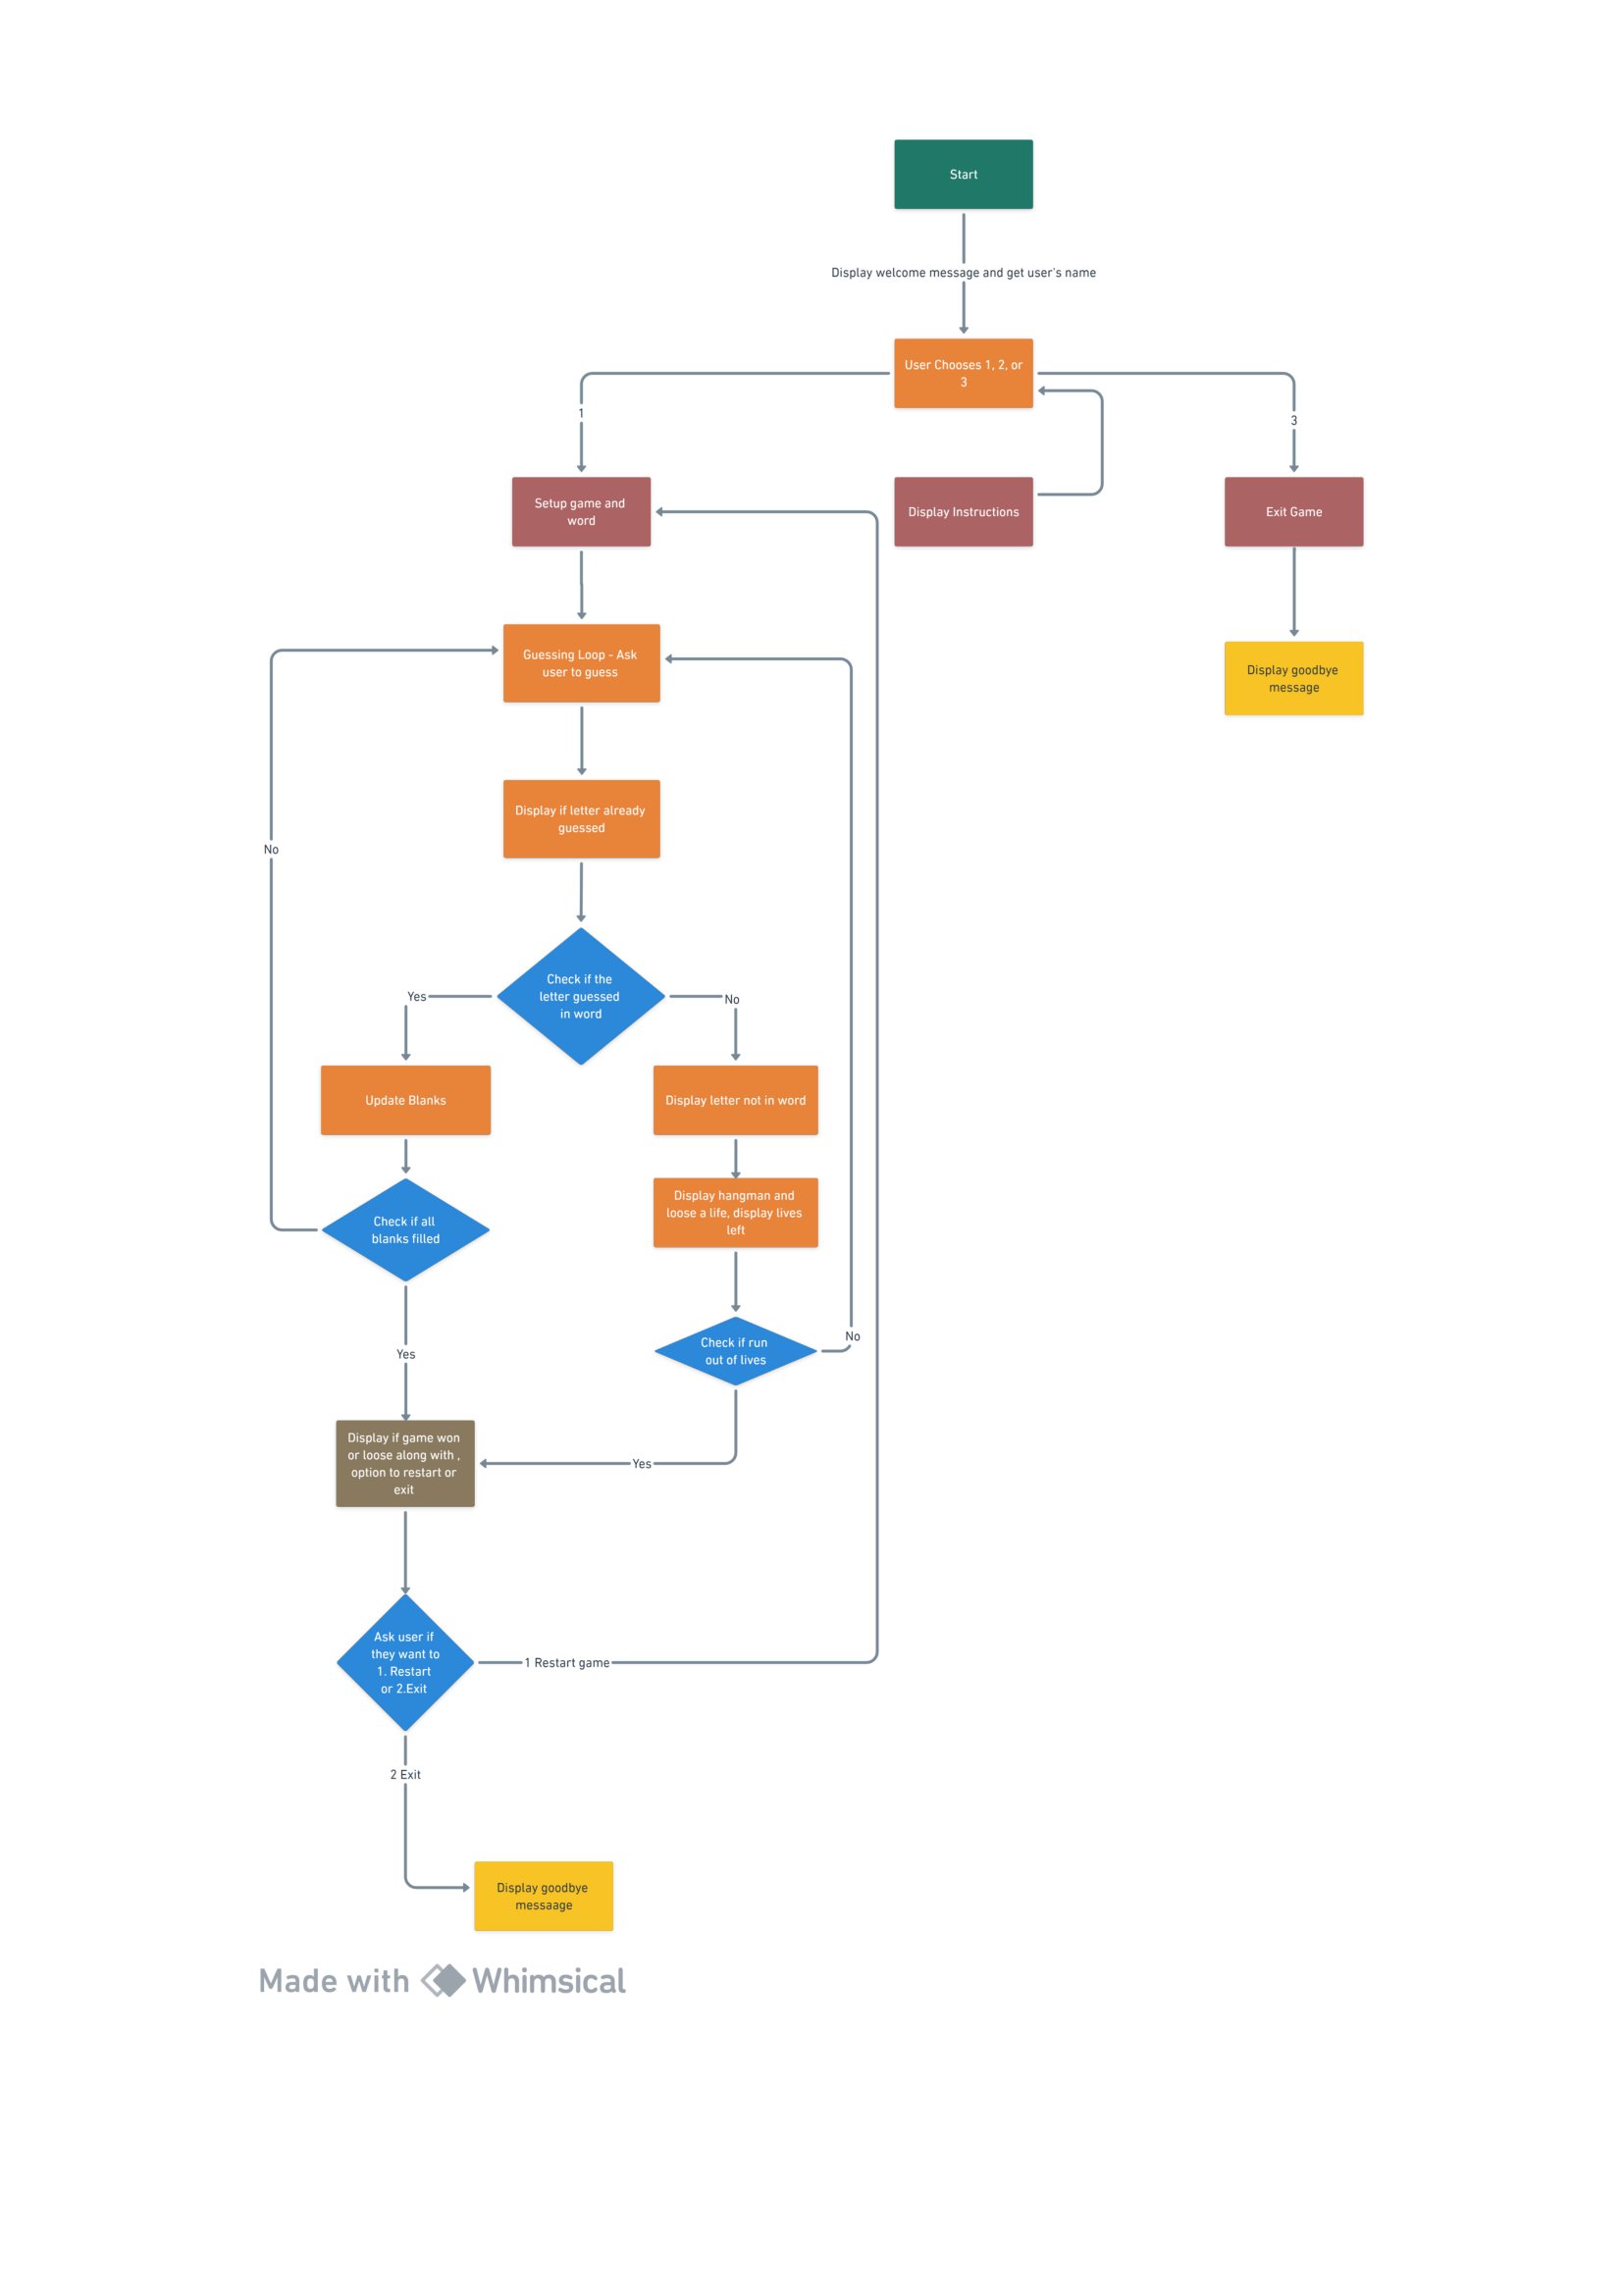 Start
Display welcome message and get user's name
User Chooses 1, 2, or
3
1
3
Setup game and
word
Display Instructions
Exit Game
Guessing Loop - Ask
user to guess
Display goodbye
message
Display if letter already
guessed
No
Check if the
letter guessed
in word
Yes
No
Update Blanks
Display letter not in word
Check if all
blanks filled
Display hangman and
loose a life, display lives
left
Check if run
out of lives
No
Yes
Display if game won
or loose along with ,
option to restart or
exit
Yes
Ask user if
they want to
1. Restart
or 2.Exit
1 Restart game
2 Exit
Display goodbye
messaage
Made with Whimsical